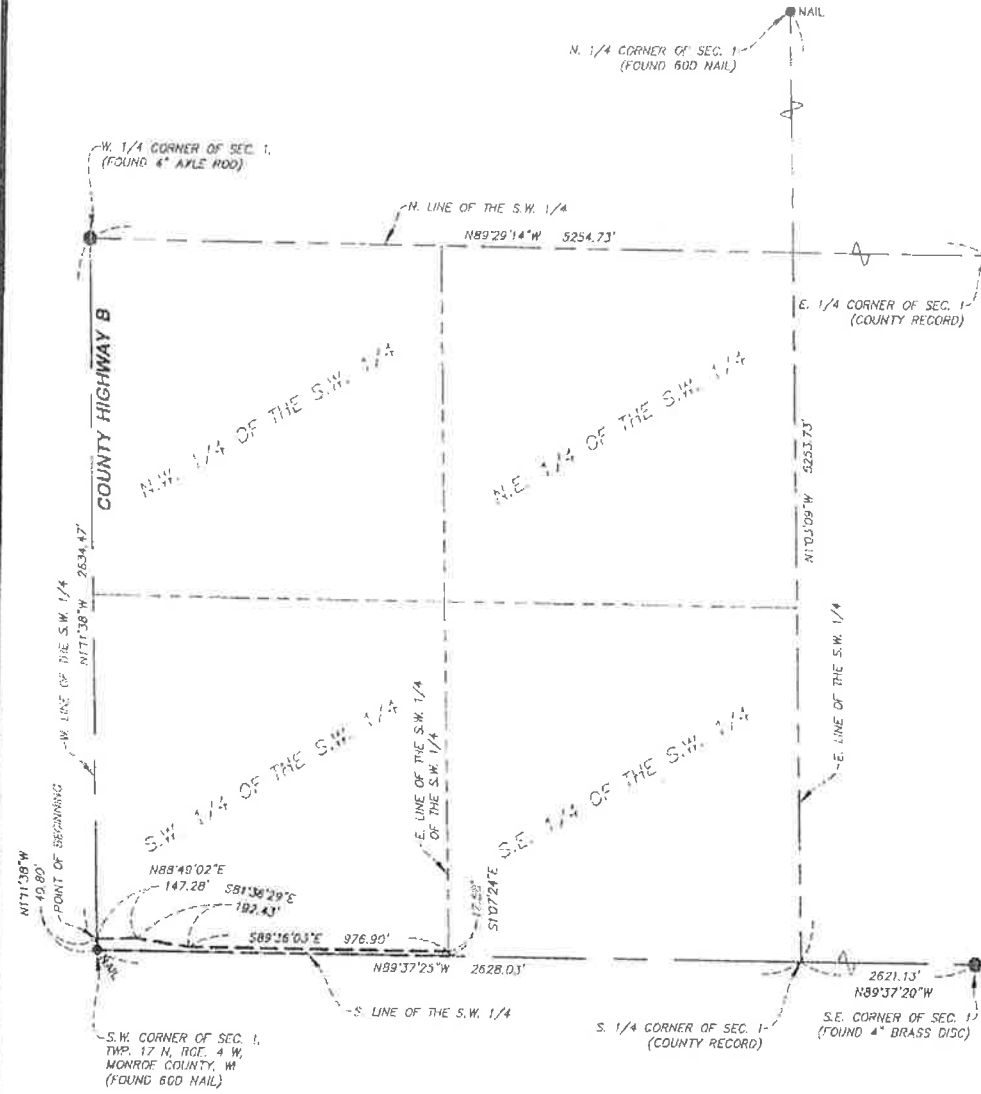 NAIL
N. 1/4 CORNER OF SEC. 1
(FOUND 60D NAIL)
W. 1/4 CORNER OF SEC. 1,
(FOUND 4" AXLE ROD)
N. LINE OF THE S.W. 1/4
N89°29'14"W 5254.73'
E. 1/4 CORNER OF SEC. 1
(COUNTY RECORD)
COUNTY HIGHWAY B
N.W. 1/4 OF THE S.W. 1/4
N.E. 1/4 OF THE S.W. 1/4
N1°03'09"W 5253.73'
W. LINE OF THE S.W. 1/4
N1°11'38"W 2634.47'
E. LINE OF THE S.W. 1/4
S.W. 1/4 OF THE S.W. 1/4
E. LINE OF THE S.W. 1/4
OF THE S.W. 1/4
S.E. 1/4 OF THE S.W. 1/4
POINT OF BEGINNING
N1°11'38"W
N88°49'02"E
147.28'
S81°38'29"E
192.43'
S1°07'24"E
S89°36'03"E 976.90'
NAIL
N89°37'25"W 2628.03'
2621.13'
N89°37'20"W
S. LINE OF THE S.W. 1/4
S. 1/4 CORNER OF SEC. 1
(COUNTY RECORD)
S.E. CORNER OF SEC. 1
(FOUND 4" BRASS DISC)
S.W. CORNER OF SEC. 1,
TWP. 17 N, RGE. 4 W,
MONROE COUNTY, WI
(FOUND 60D NAIL)